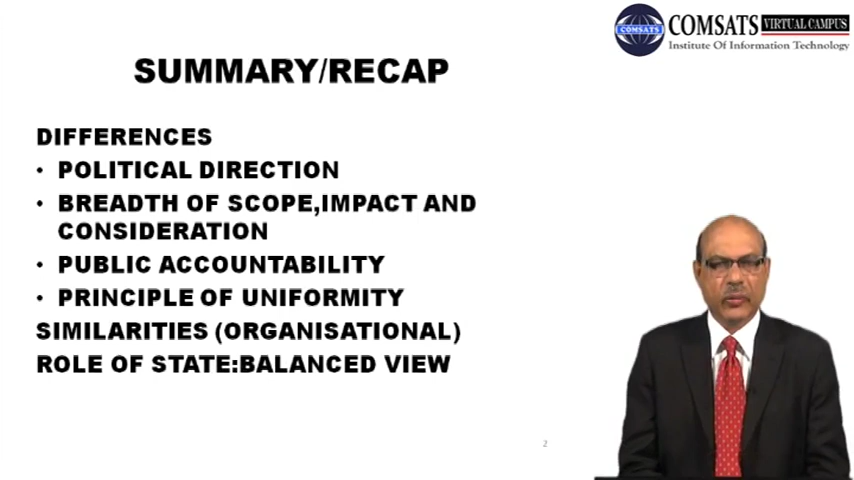 COMSATS VIRTUAL CAMPUS
Institute Of Information Technology
COMSATS
SUMMARY/RECAP
DIFFERENCES
• POLITICAL DIRECTION
• BREADTH OF SCOPE,IMPACT AND
CONSIDERATION
• PUBLIC ACCOUNTABILITY
• PRINCIPLE OF UNIFORMITY
SIMILARITIES (ORGANISATIONAL)
ROLE OF STATE:BALANCED VIEW
2